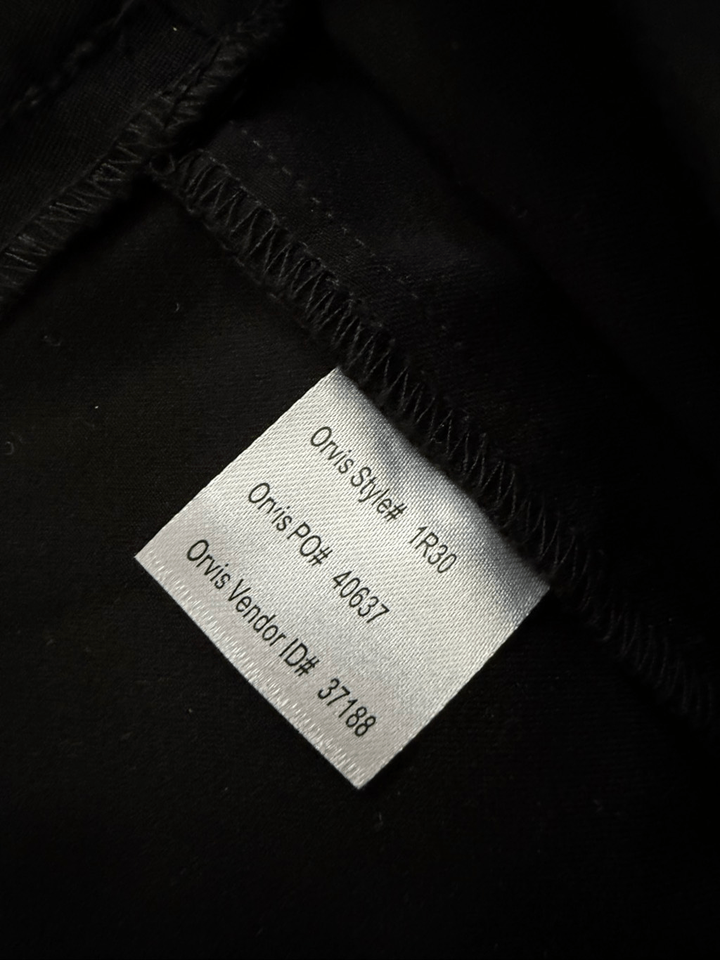 Orvis Style# 1R30
Orvis PO# 40637
Orvis Vendor ID# 37188